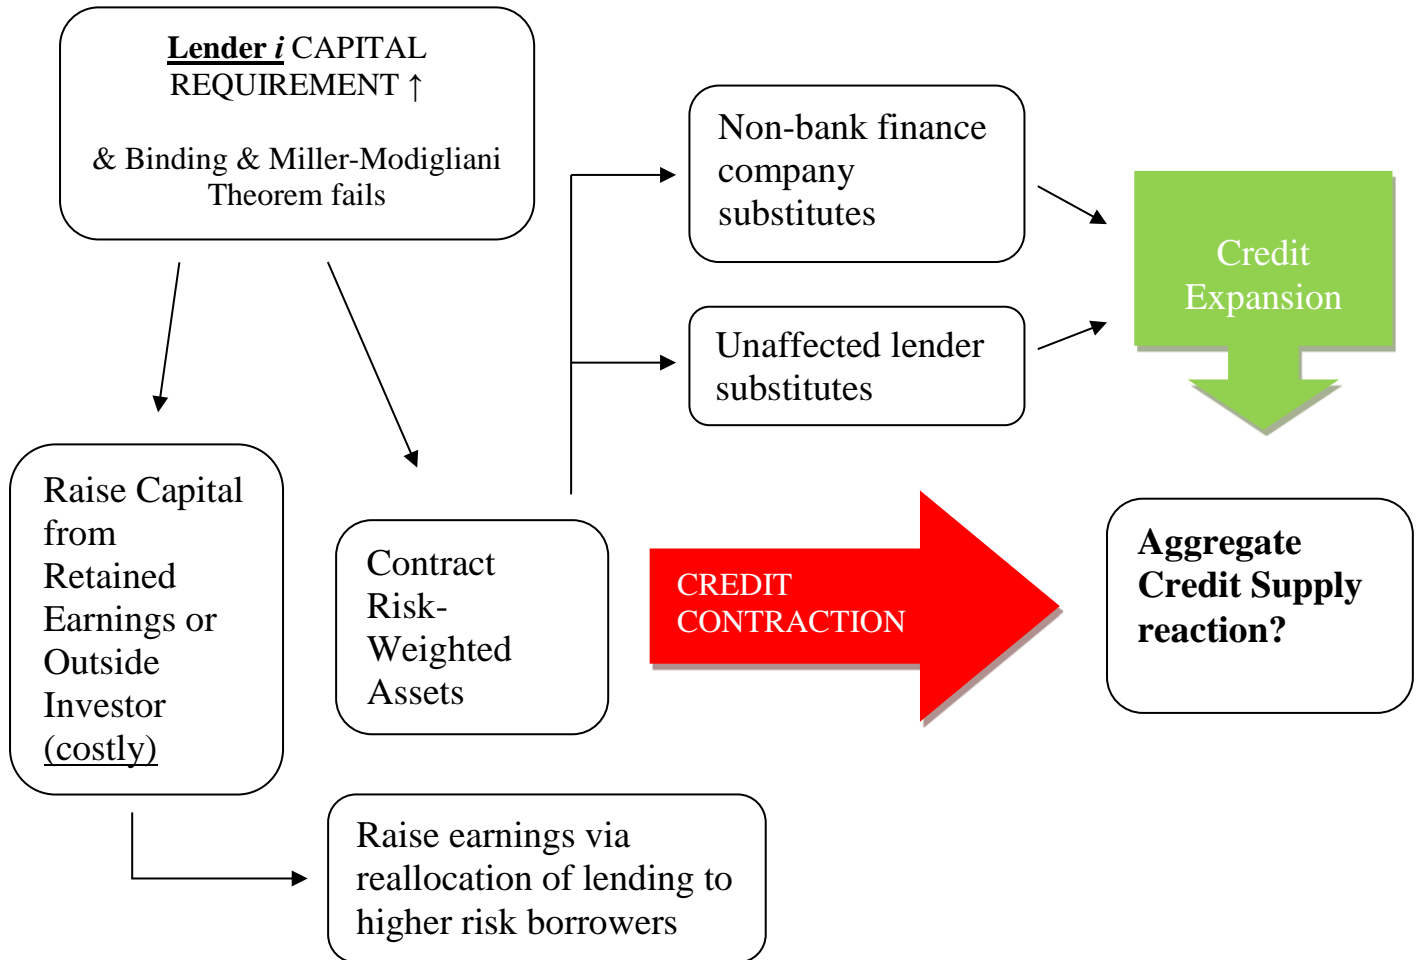 Lender i CAPITAL
REQUIREMENT ↑
& Binding & Miller-Modigliani
Theorem fails
Non-bank finance
company
substitutes
Credit
Expansion
Unaffected lender
substitutes
Raise Capital
from
Retained
Earnings or
Outside
Investor
(costly)
Contract
Risk-
Weighted
Assets
CREDIT
CONTRACTION
Aggregate
Credit Supply
reaction?
Raise earnings via
reallocation of lending to
higher risk borrowers